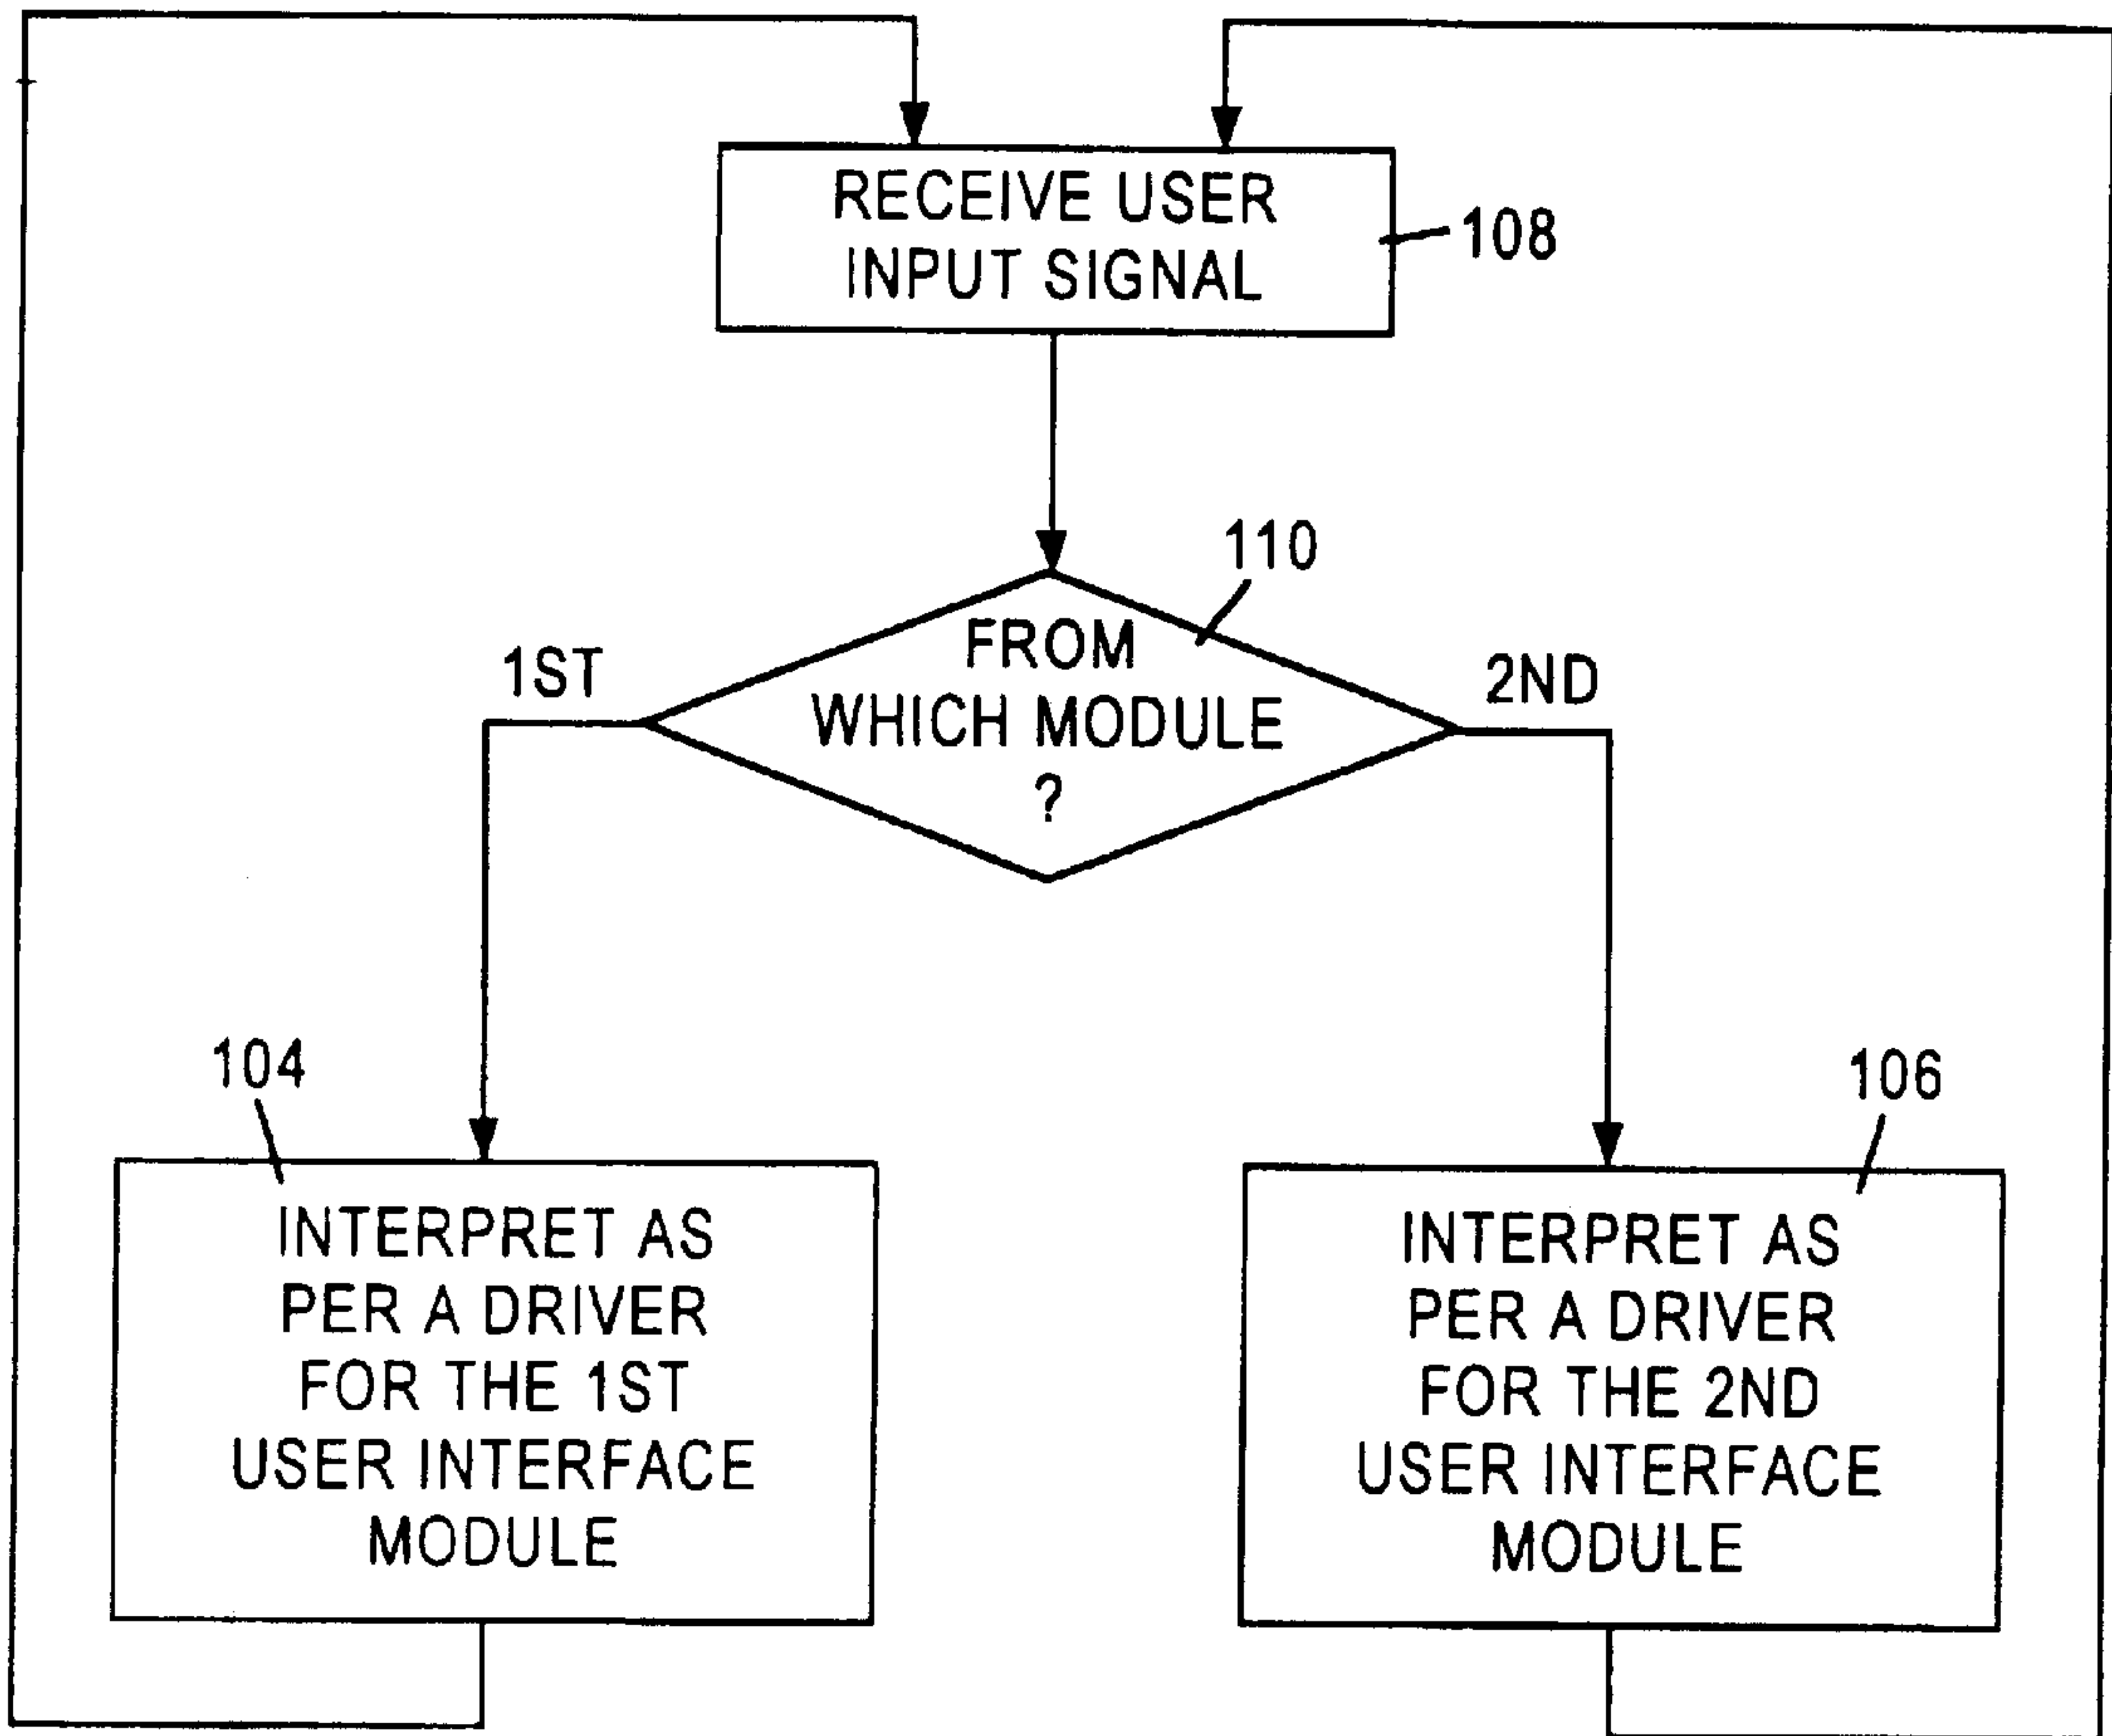 RECEIVE USER
INPUT SIGNAL
108
110
FROM
WHICH MODULE
?
1ST
2ND
104
INTERPRET AS
PER A DRIVER
FOR THE 1ST
USER INTERFACE
MODULE
106
INTERPRET AS
PER A DRIVER
FOR THE 2ND
USER INTERFACE
MODULE